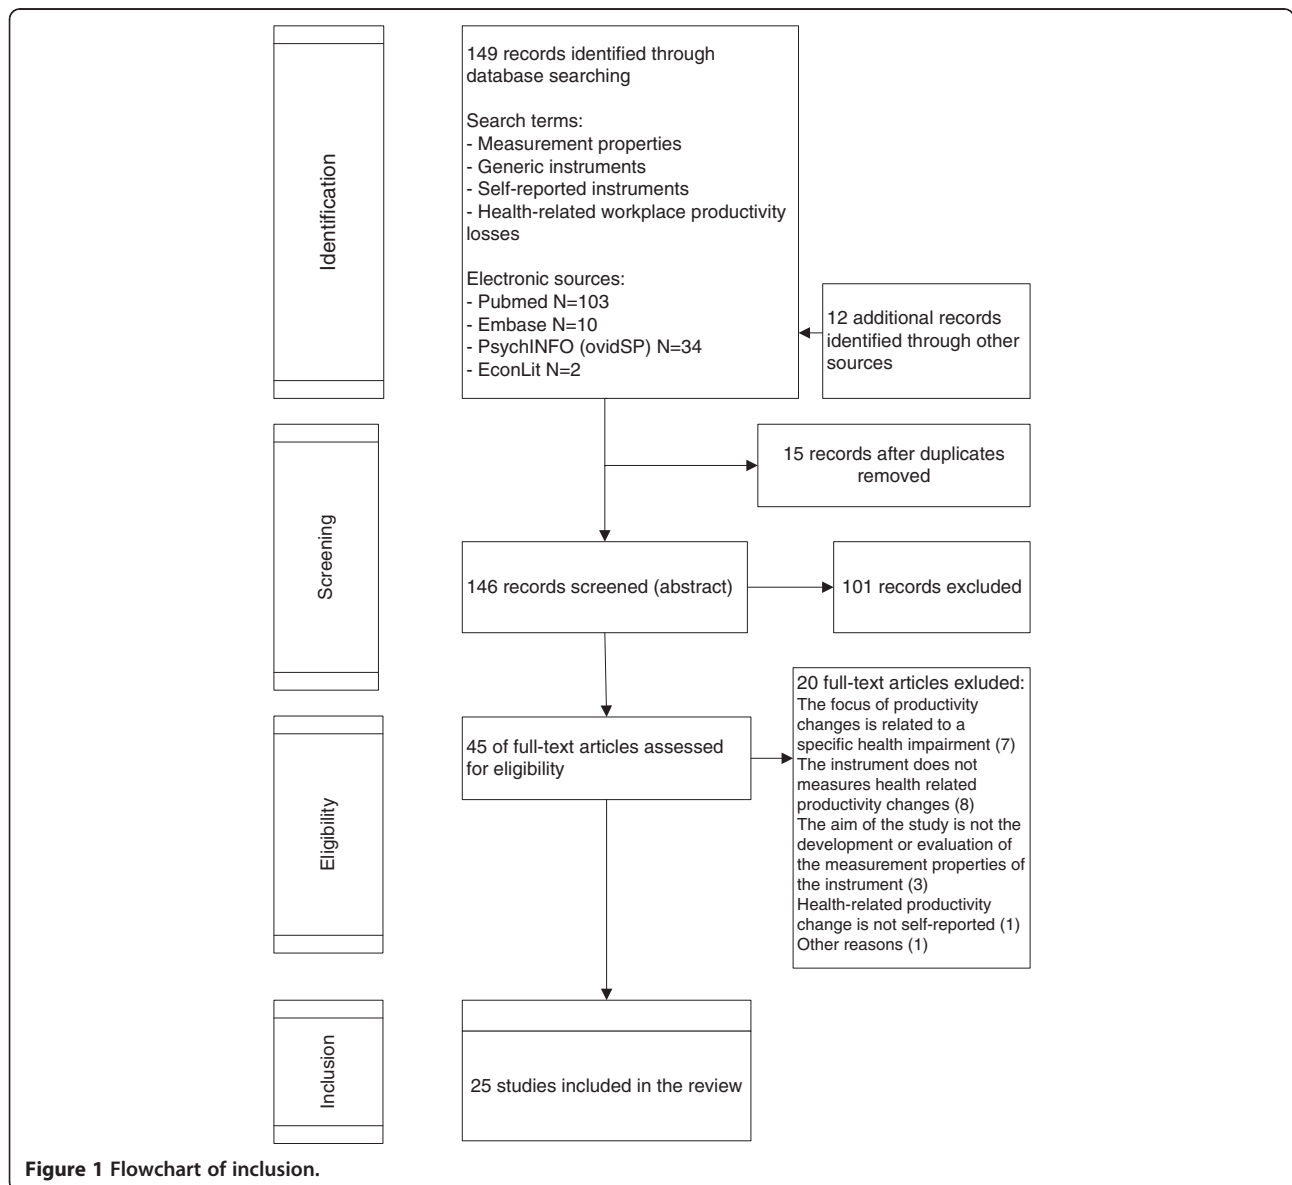 149 records identified through
database searching
Search terms:
- Measurement properties
- Generic instruments
- Self-reported instruments
- Health-related workplace productivity
losses
Electronic sources:
- Pubmed N=103
- Embase N=10
- PsychINFO (ovidSP) N=34
- EconLit N=2
Identification
12 additional records
identified through other
sources
15 records after duplicates
removed
Screening
146 records screened (abstract)
101 records excluded
45 of full-text articles assessed
for eligibility
Eligibility
20 full-text articles exluded:
The focus of productivity
changes is related to a
specific health impairment (7)
The instrument does not
measures health related
productivity changes (8)
The aim of the study is not the
development or evaluation of
the measurement properties of
the instrument (3)
Health-related productivity
change is not self-reported (1)
Other reasons (1)
Inclusion
25 studies included in the review
Figure 1 Flowchart of inclusion.